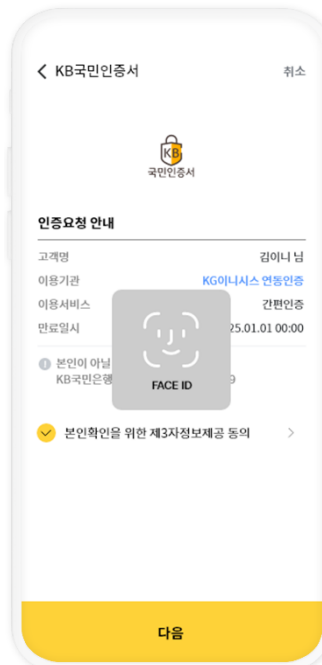 KB국민인증서 취소
KB
국민인증서
인증요청 안내
고객명 김이니 님
이용기관 KG이니시스 연동인증
이용서비스 간편인증
만료일시 25.01.01 00:00
본인이 아닐
KB국민은행 9
FACE ID
본인확인을 위한 제3자정보제공 동의
다음